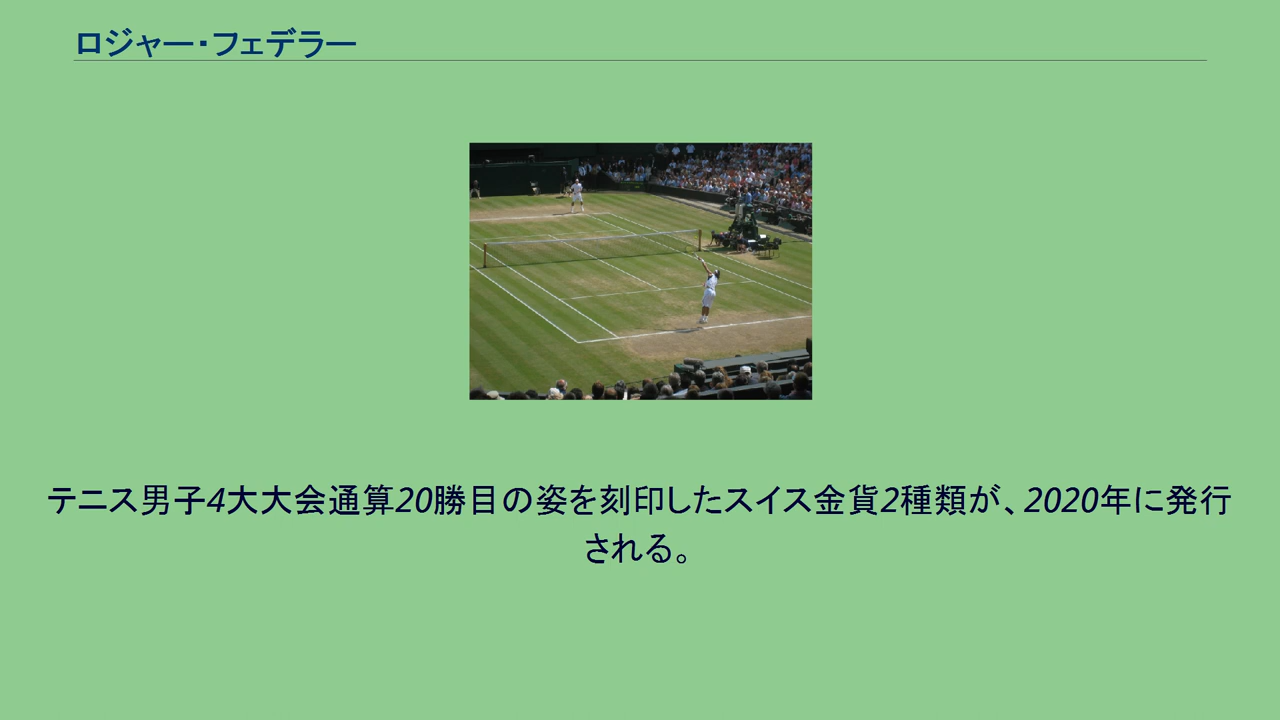 ロジャー・フェデラー
テニス男子4大大会通算20勝目の姿を刻印したスイス金貨2種類が、2020年に発行
される。